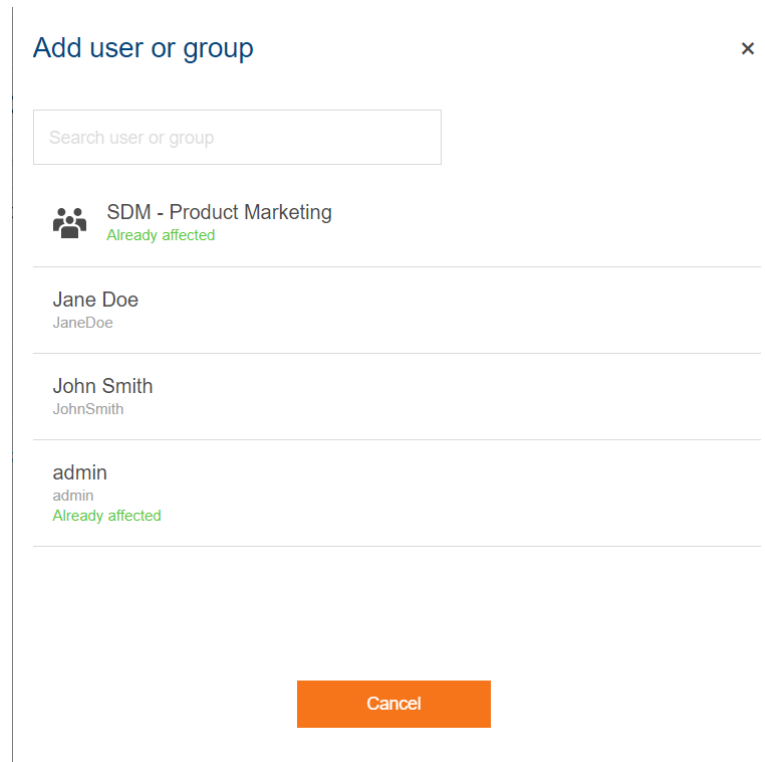 Add user or group
×
Search user or group
SDM - Product Marketing
Already affected
Jane Doe
JaneDoe
John Smith
JohnSmith
admin
admin
Already affected
Cancel